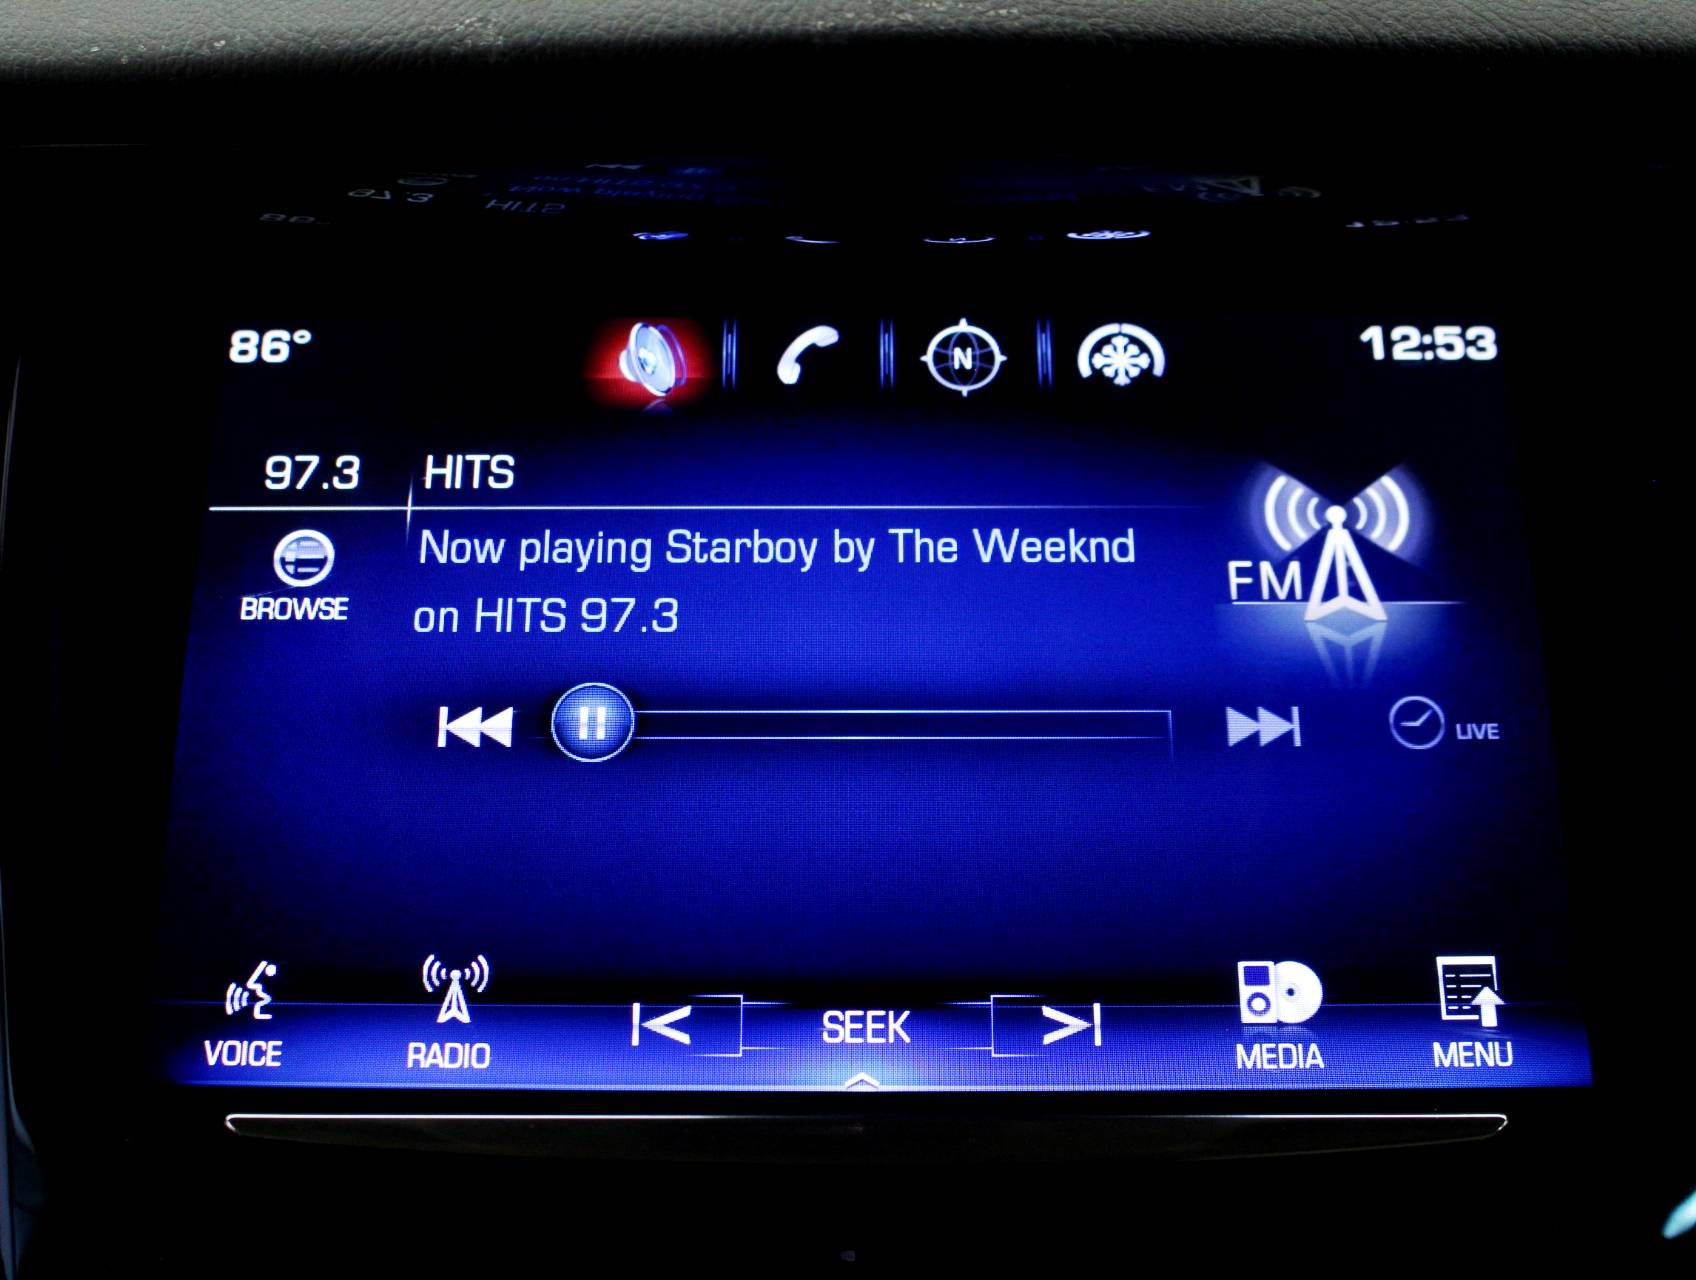 86° 12:53
N
97.3 HITS
Now playing Starboy by The Weeknd
on HITS 97.3
BROWSE
FM
LIVE
SEEK
VOICE RADIO MEDIA MENU